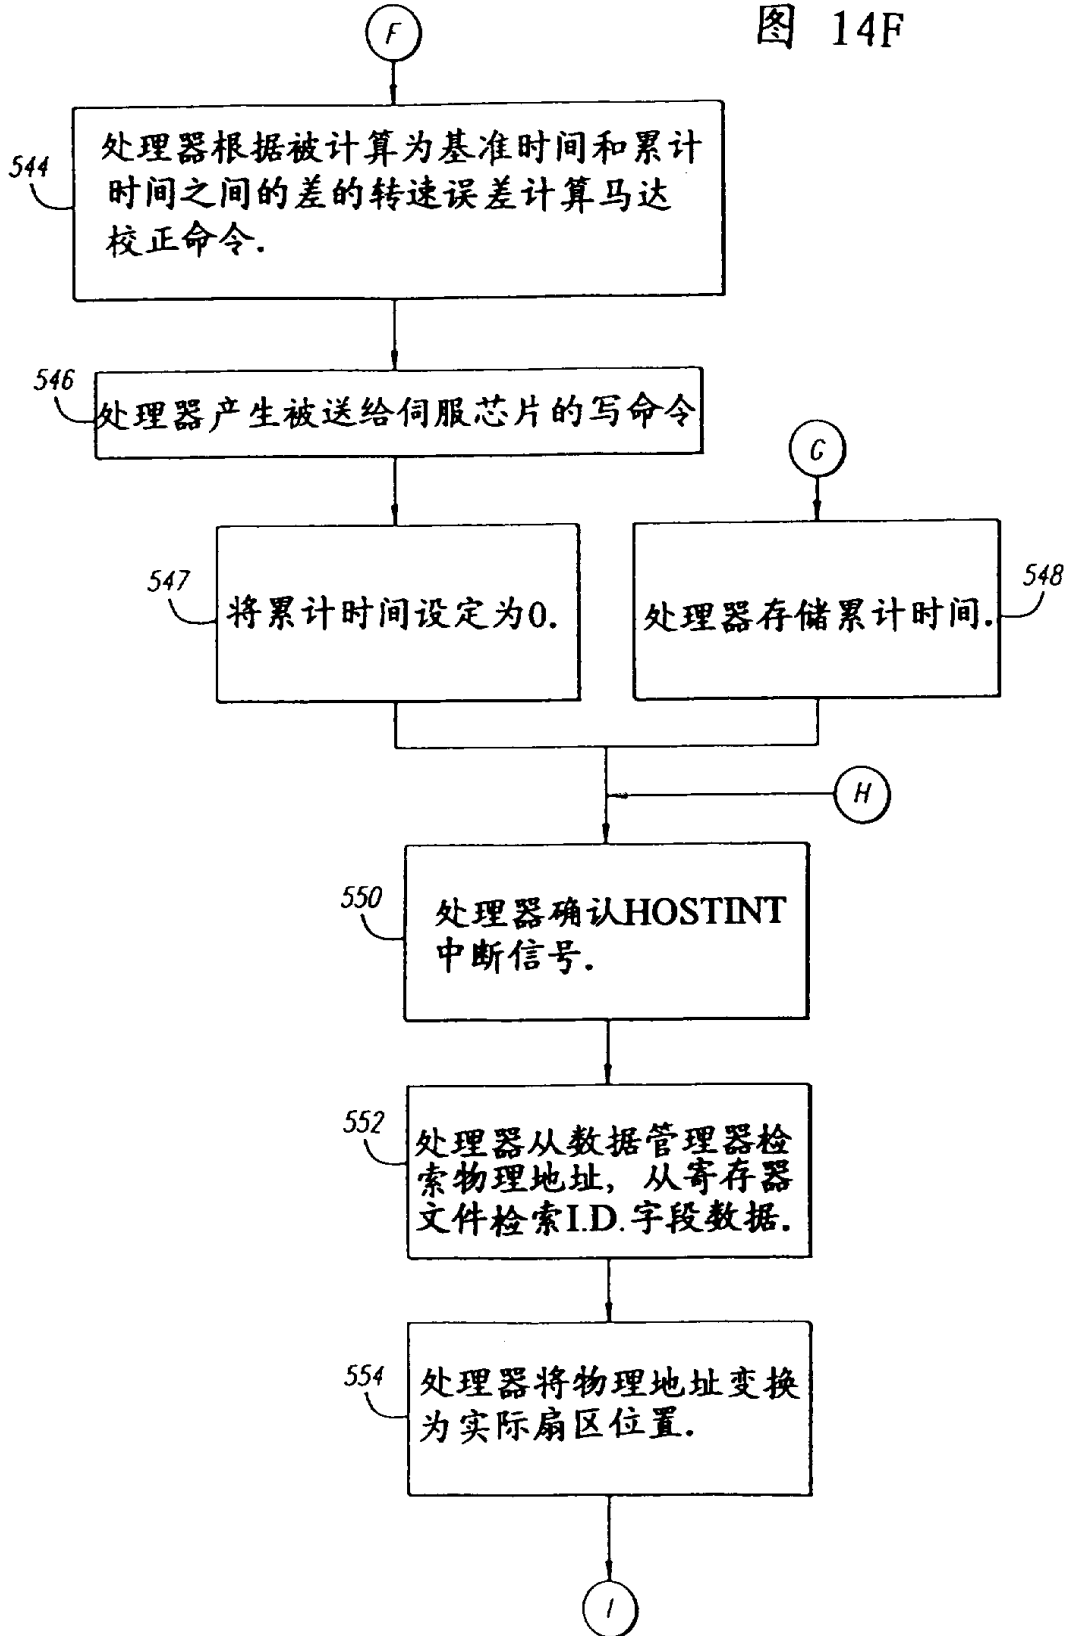 图 14F
F
544
处理器根据被计算为基准时间和累计
时间之间的差的转速误差计算马达
校正命令.
546
处理器产生被送给伺服芯片的写命令
G
547
将累计时间设定为0.
548
处理器存储累计时间.
H
550
处理器确认HOSTINT
中断信号.
552
处理器从数据管理器检
索物理地址, 从寄存器
文件检索I.D.字段数据.
554
处理器将物理地址变换
为实际扇区位置.
I